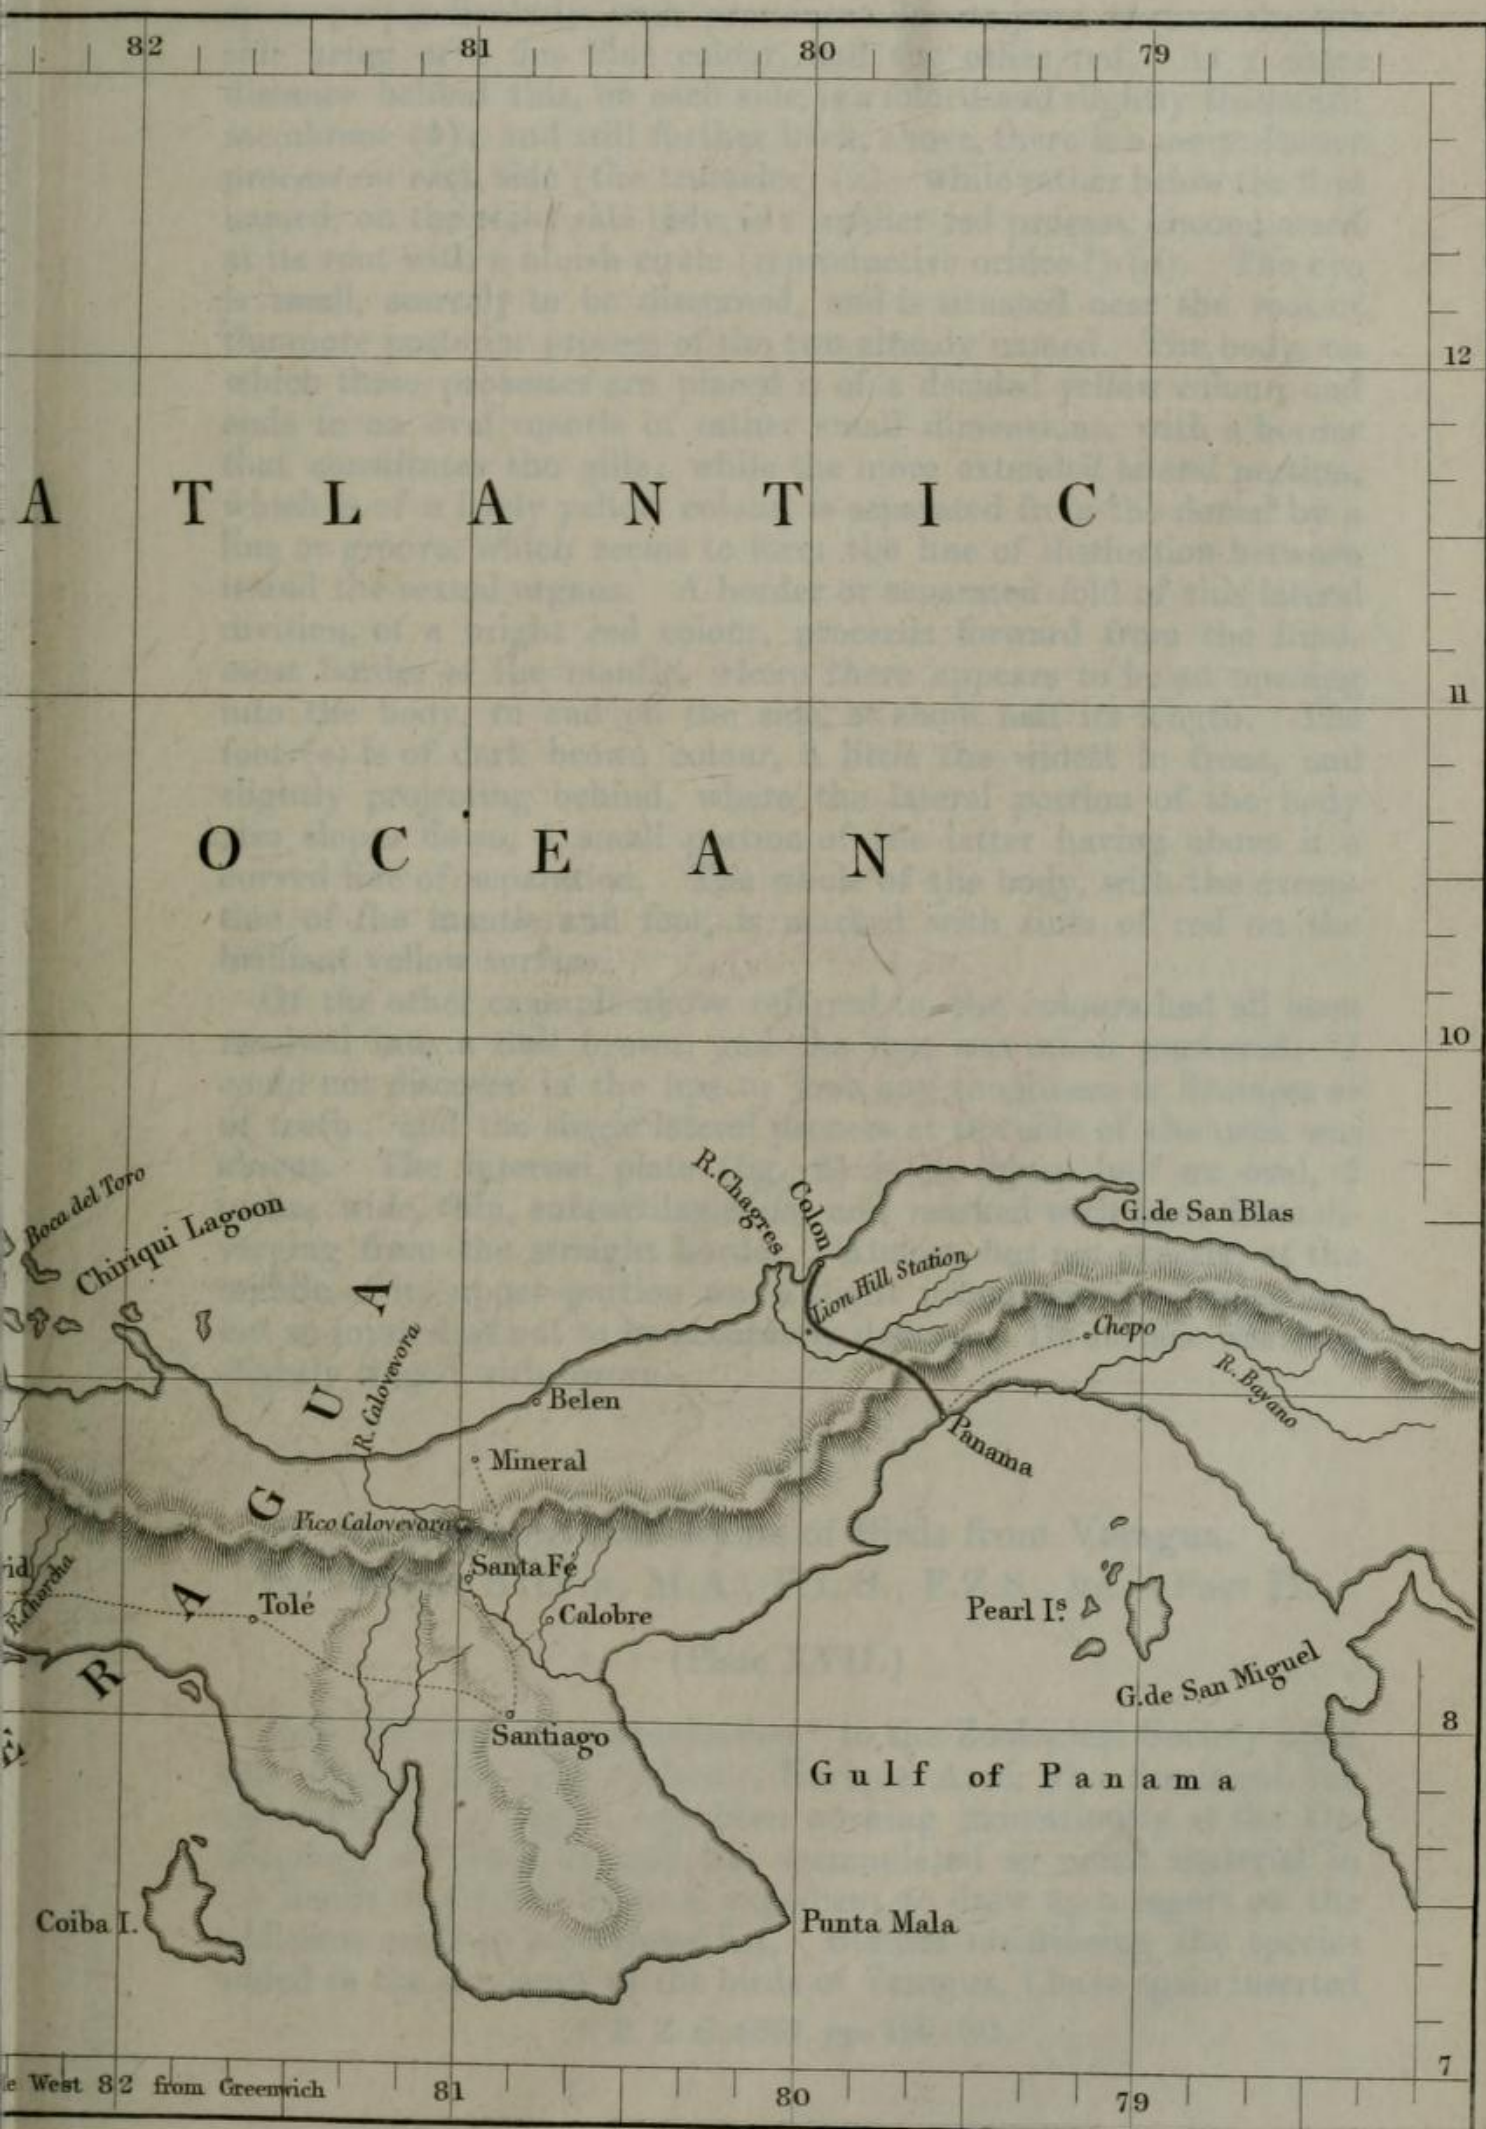 82 81 80 79
12
A T L A N T I C
11
O C E A N
10
R. Chagres
Colon
Boca del Toro
Chiriqui Lagoon
G. de San Blas
Lion Hill Station
Chepo
R. Bayano
R. Calovevora
Belen
Panama
Mineral
R A G U A
Pico Calovevora
Santa Fé
Tolé
Calobre
Pearl Is.
G. de San Miguel
Santiago
8
Gulf of Panama
Coiba I.
Punta Mala
7
West 82 from Greenwich 81 80 79